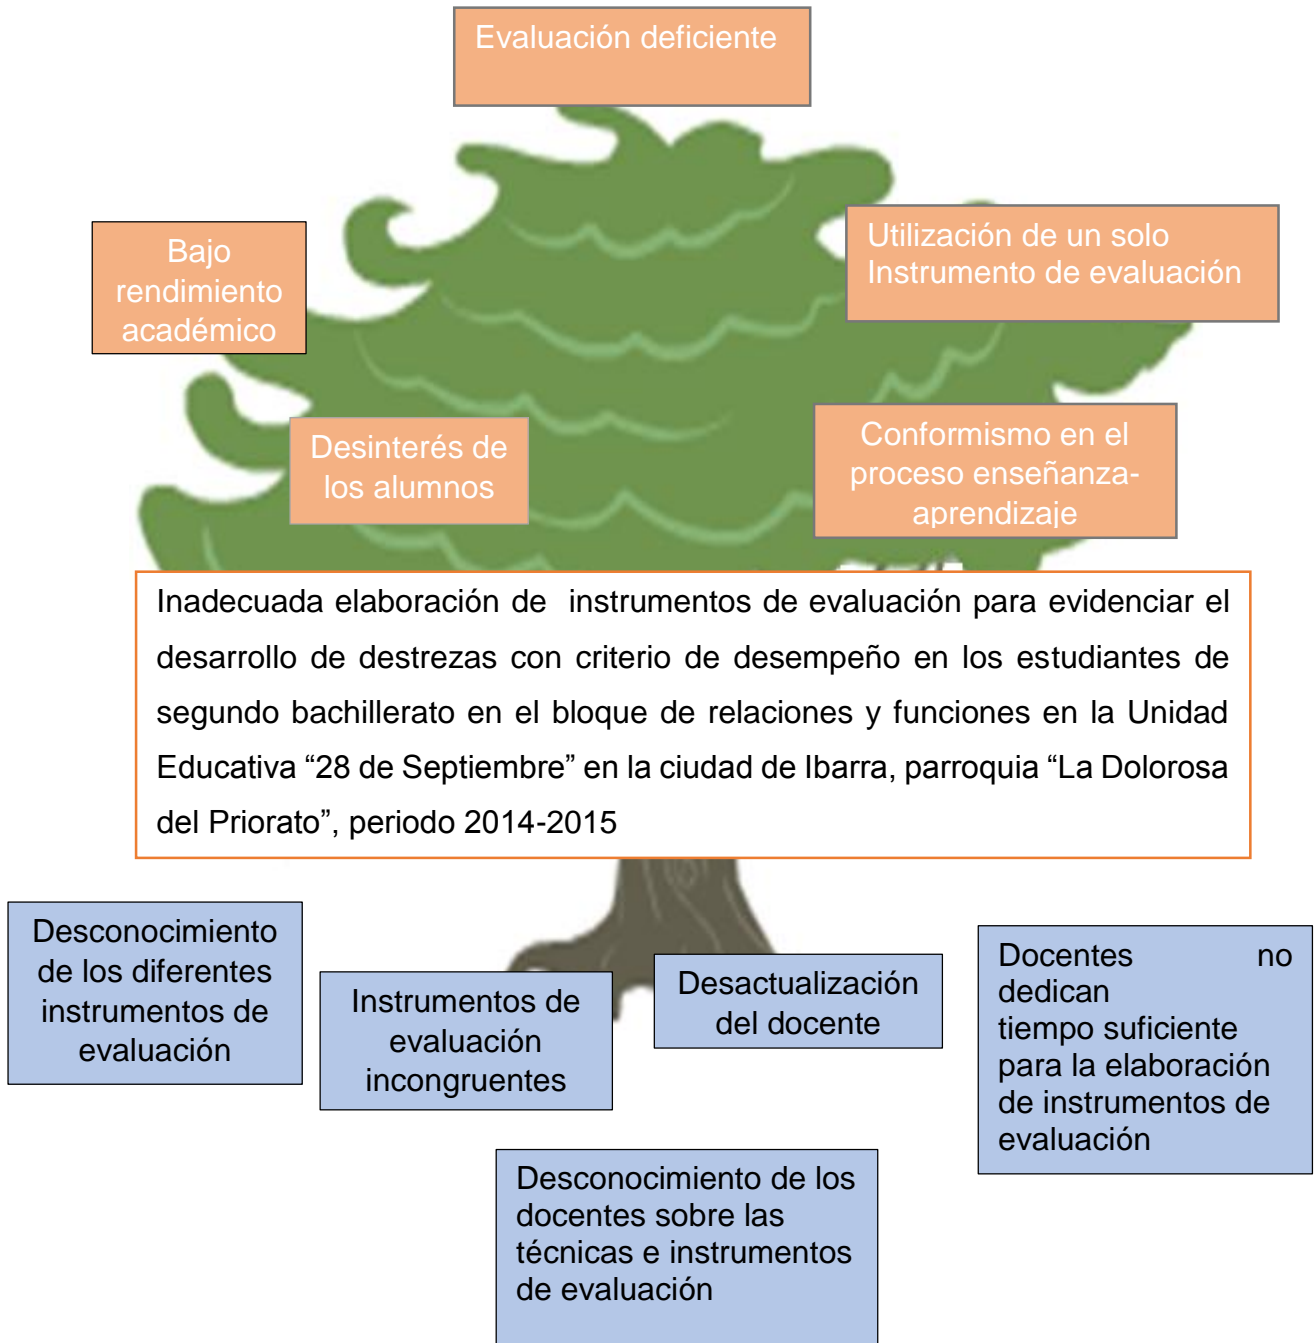 Evaluación deficiente
Bajo
rendimiento
académico
Utilización de un solo
Instrumento de evaluación
Desinterés de
los alumnos
Conformismo en el
proceso enseñanza-
aprendizaje
Inadecuada elaboración de instrumentos de evaluación para evidenciar el
desarrollo de destrezas con criterio de desempeño en los estudiantes de
segundo bachillerato en el bloque de relaciones y funciones en la Unidad
Educativa “28 de Septiembre” en la ciudad de Ibarra, parroquia “La Dolorosa
del Priorato”, periodo 2014-2015
Desconocimiento
de los diferentes
instrumentos de
evaluación
Instrumentos de
evaluación
incongruentes
Desactualización
del docente
Docentes no
dedican
tiempo suficiente
para la elaboración
de instrumentos de
evaluación
Desconocimiento de los
docentes sobre las
técnicas e instrumentos
de evaluación